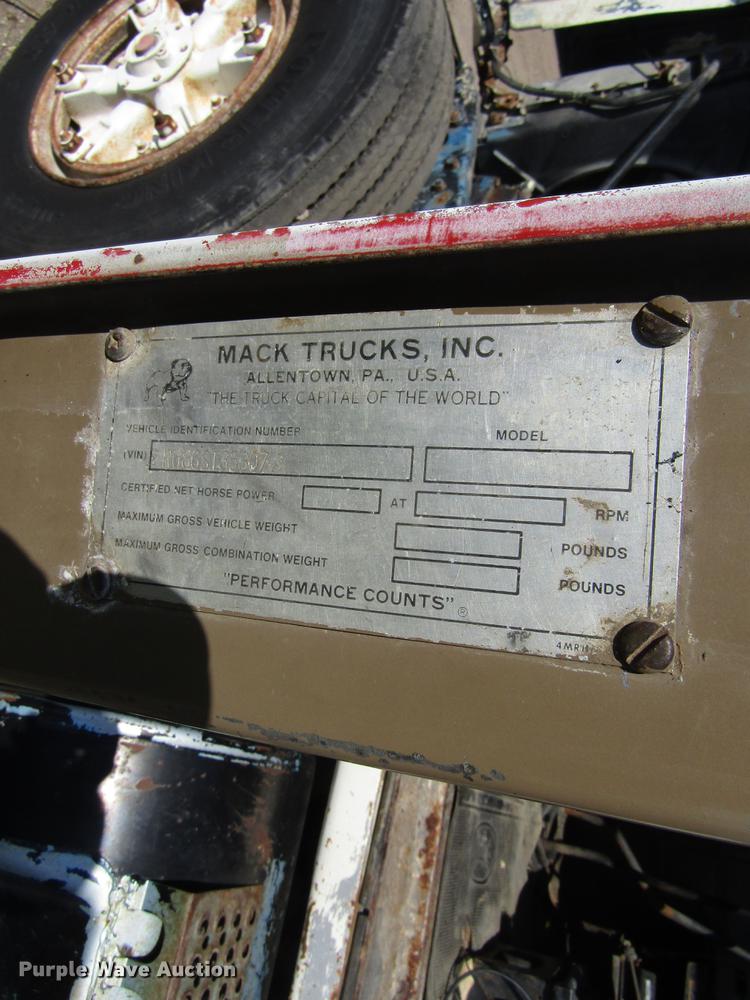 MACK TRUCKS, INC.
ALLENTOWN, PA., U.S.A.
"THE TRUCK CAPITAL OF THE WORLD"
VEHICLE IDENTIFICATION NUMBER
MODEL
(VIN)
CERTIFIED NET HORSE POWER
AT
RPM
MAXIMUM GROSS VEHICLE WEIGHT
POUNDS
MAXIMUM GROSS COMBINATION WEIGHT
POUNDS
"PERFORMANCE COUNTS" ®
Purple Wave Auction